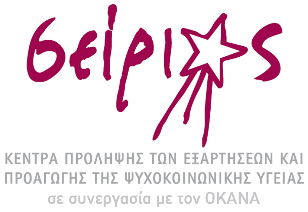 σείριος
ΚΕΝΤΡΑ ΠΡΟΛΗΨΗΣ ΤΩΝ ΕΞΑΡΤΗΣΕΩΝ ΚΑΙ
ΠΡΟΑΓΩΓΗΣ ΤΗΣ ΨΥΧΟΚΟΙΝΩΝΙΚΗΣ ΥΓΕΙΑΣ
σε συνεργασία με τον ΟΚΑΝΑ